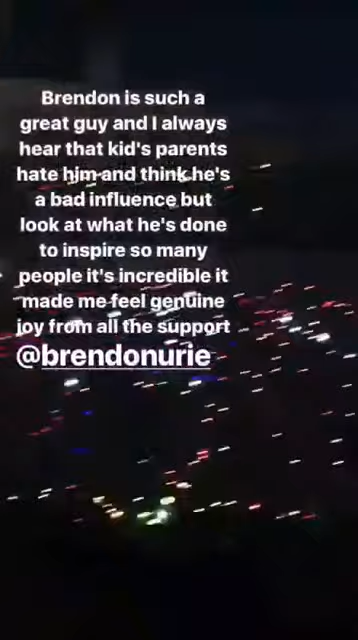 Brendon is such a
great guy and I always
hear that kid's parents
hate him and think he's
a bad influence but
look at what he's done
to inspire so many
people it's incredible it
made me feel genuine
joy from all the support
@brendonurie